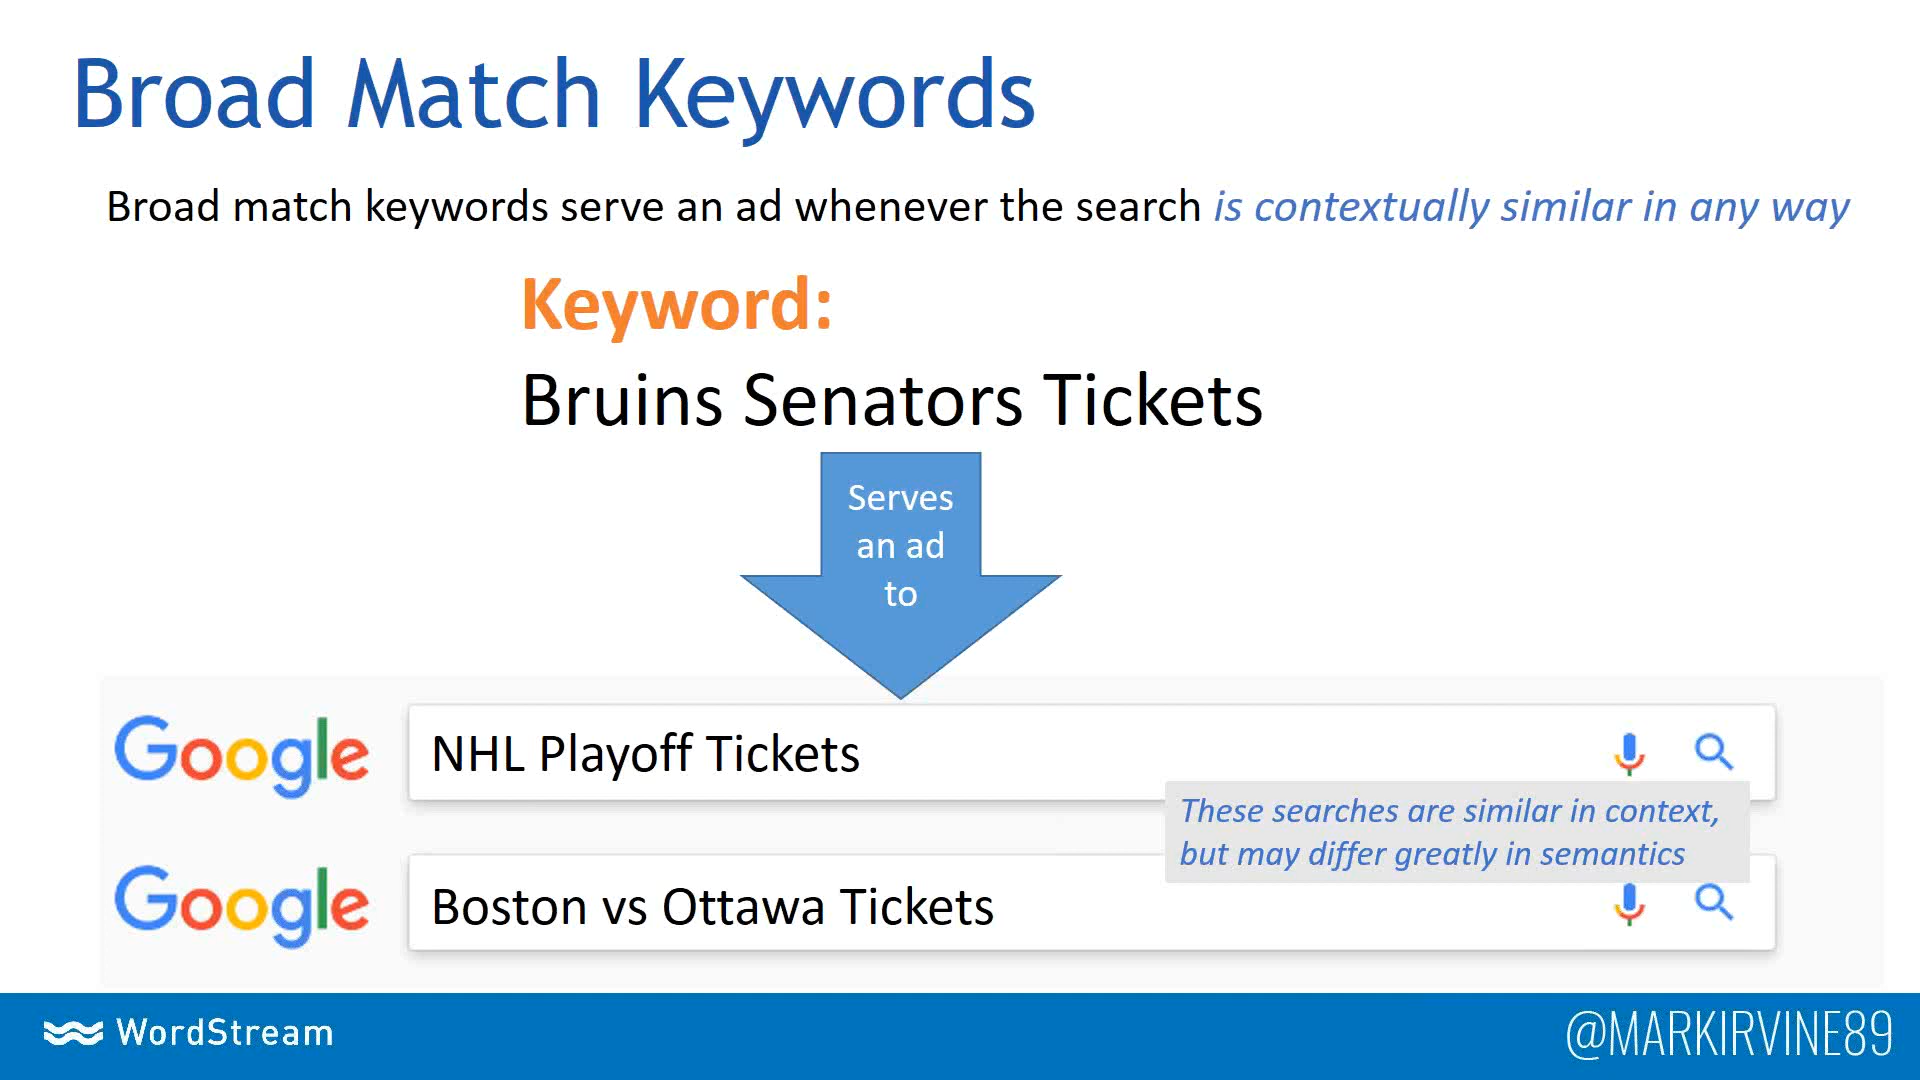 Broad Match Keywords
Broad match keywords serve an ad whenever the search is contextually similar in any way
Keyword:
Bruins Senators Tickets
Serves
an ad
to
Google
NHL Playoff Tickets
These searches are similar in context,
but may differ greatly in semantics
Google
Boston vs Ottawa Tickets
WordStream
@MARKIRVINE89